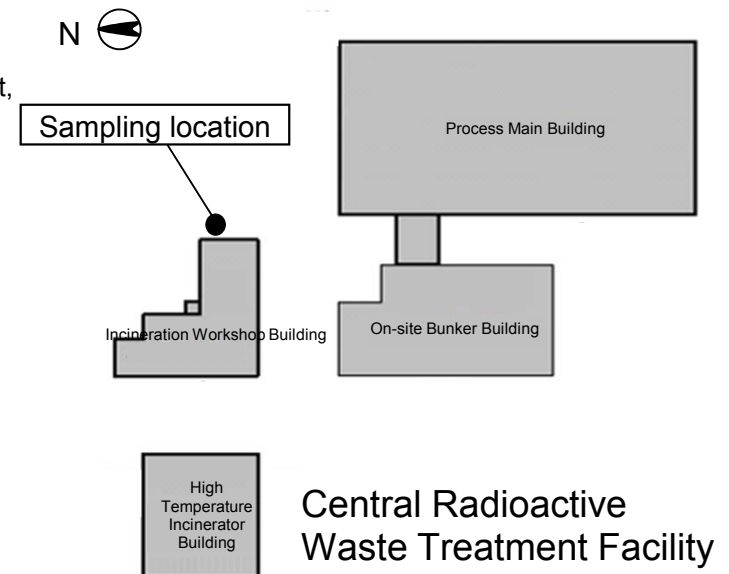 N
t,
Sampling location
Process Main Building
Incineration Workshop Building
On-site Bunker Building
High
Temperature
Incinerator
Building
Central Radioactive
Waste Treatment Facility